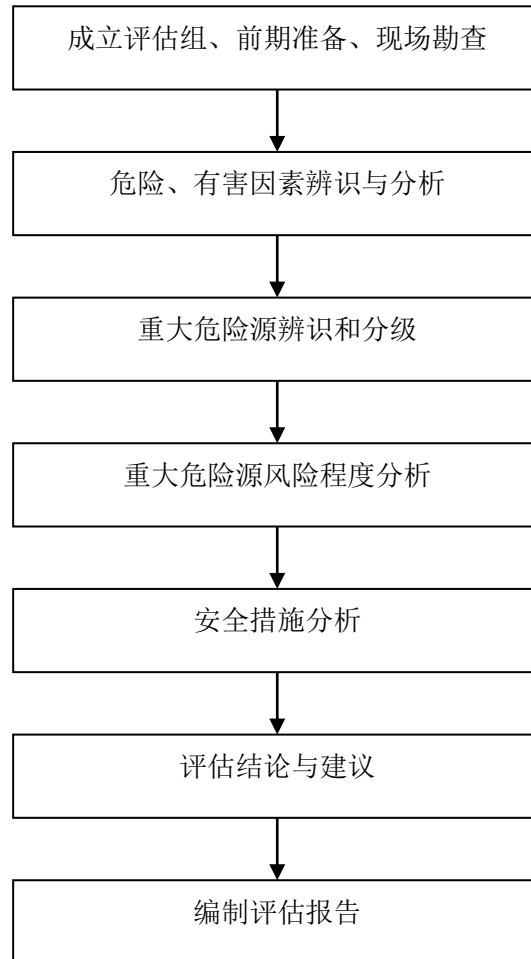 成立评估组、前期准备、现场勘查
危险、有害因素辨识与分析
重大危险源辨识和分级
重大危险源风险程度分析
安全措施分析
评估结论与建议
编制评估报告